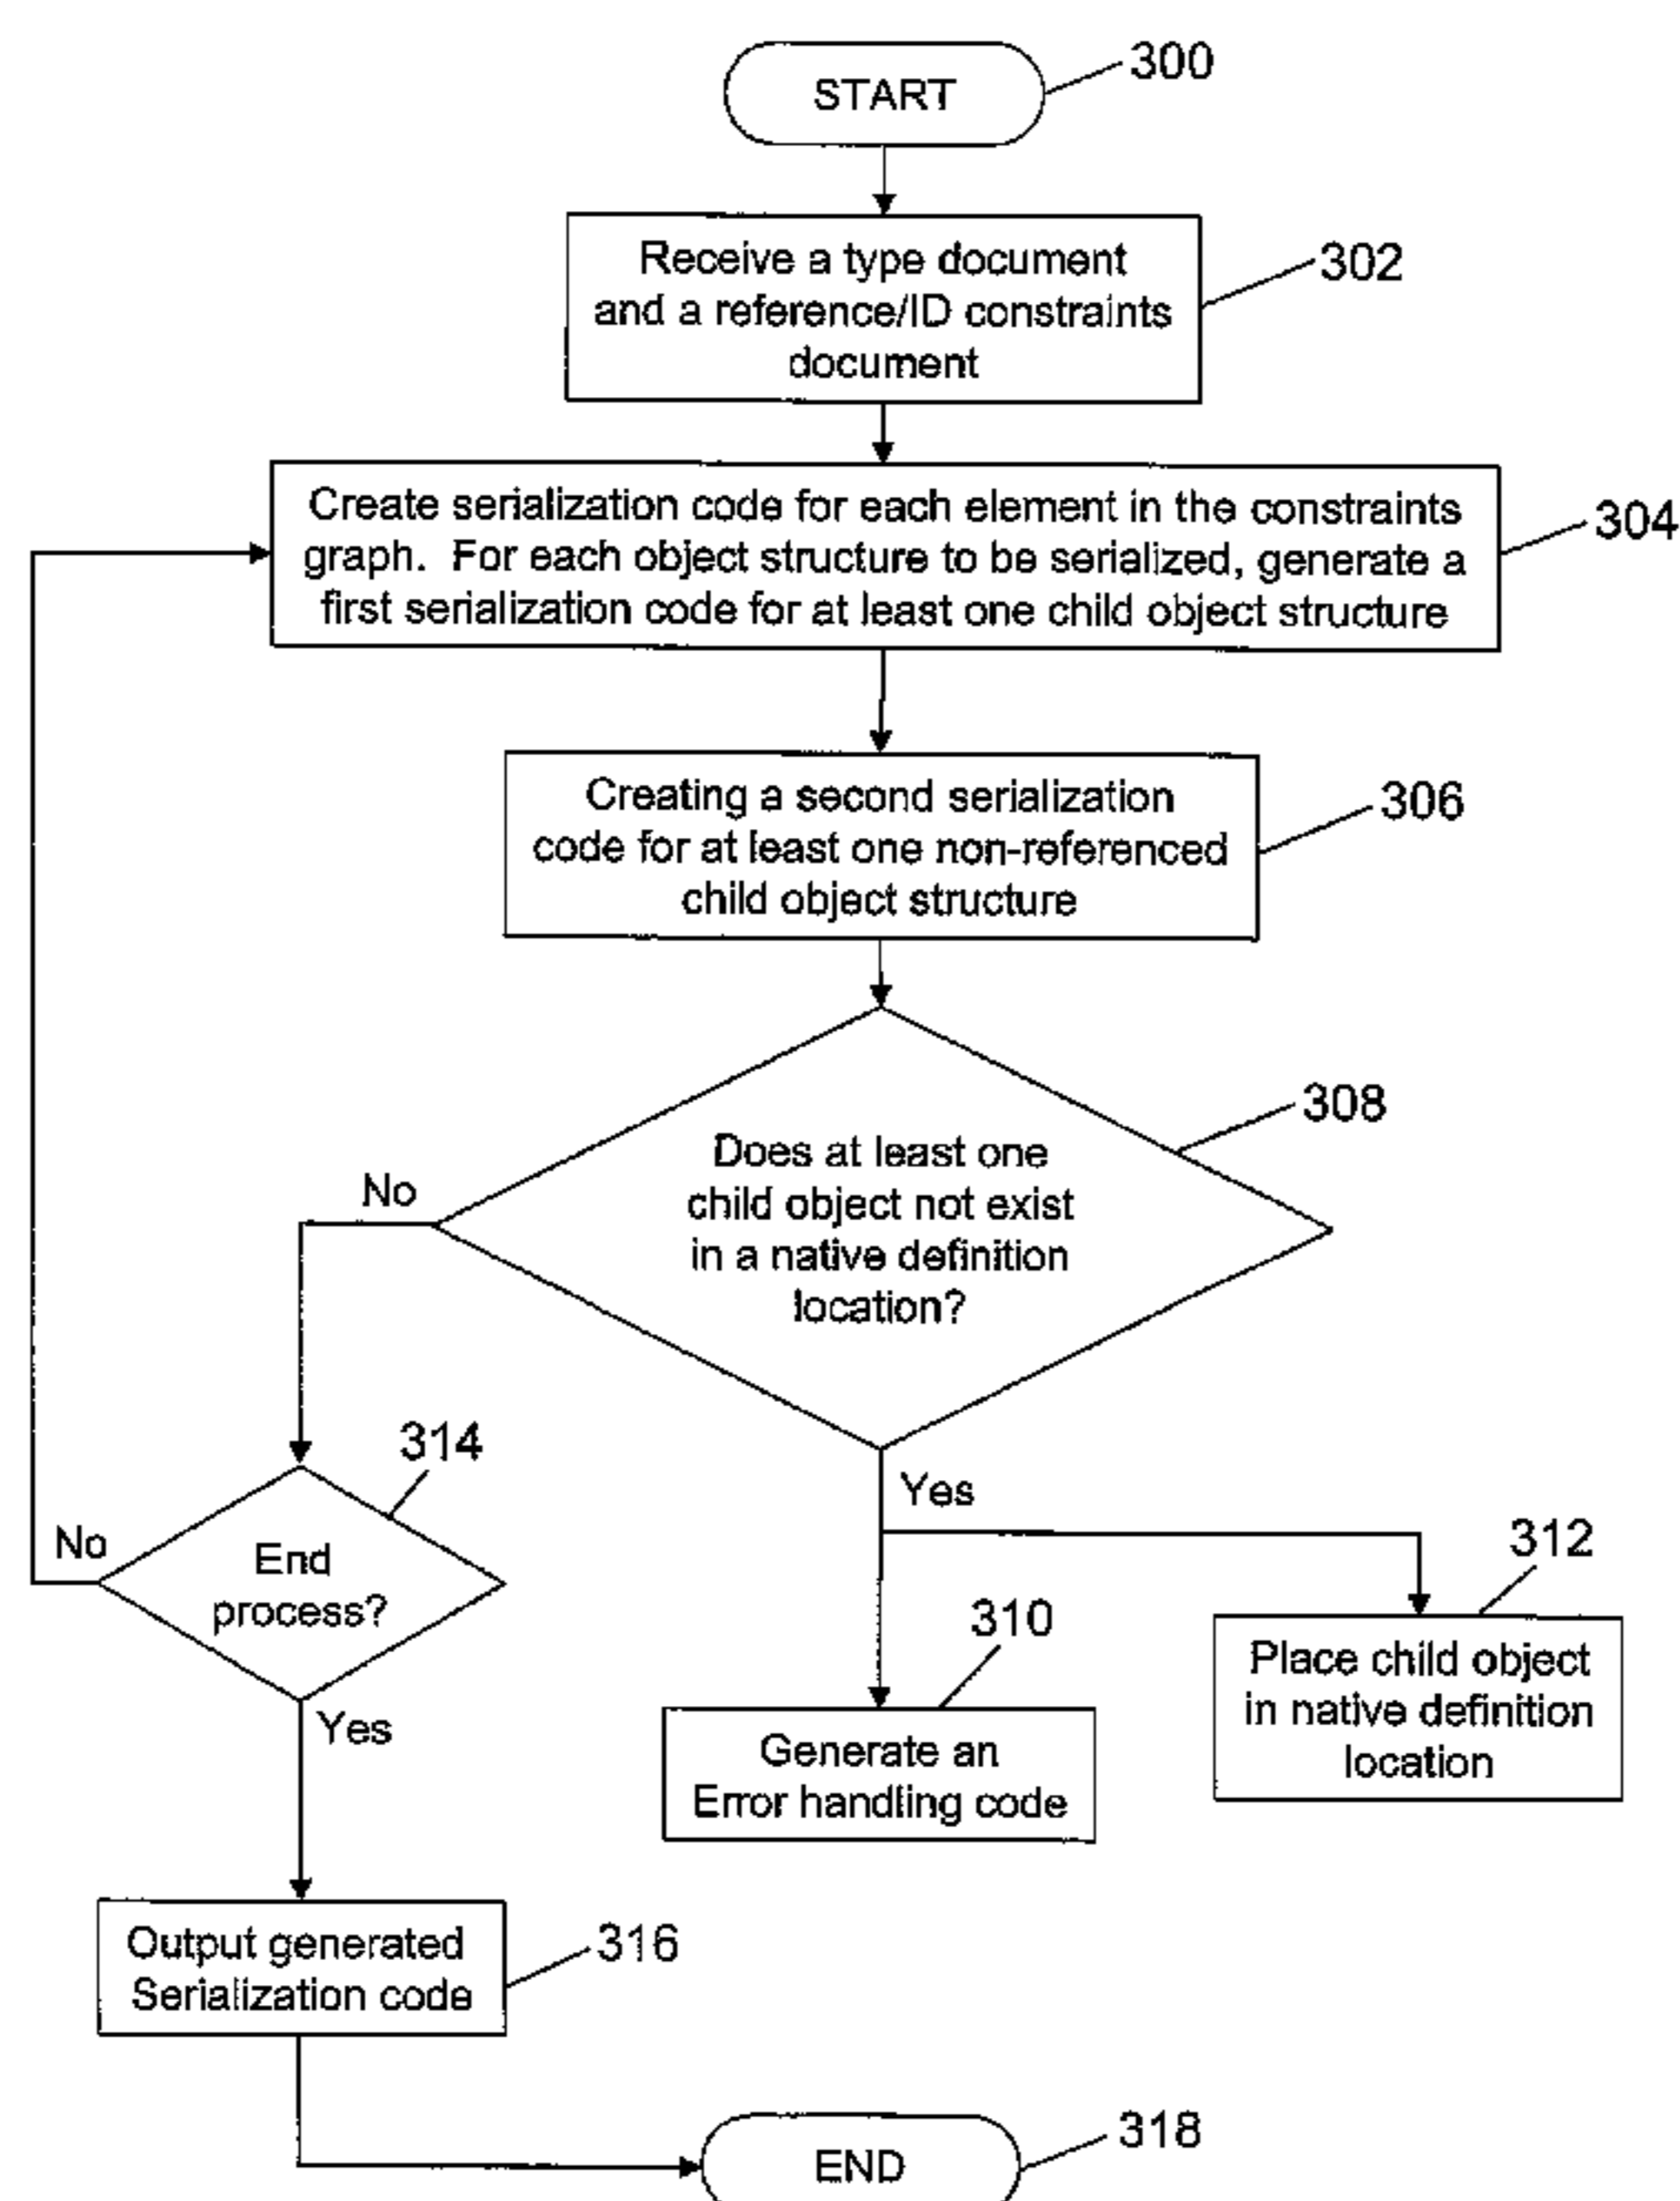 START
300
Receive a type document
and a reference/ID constraints
document
302
Create serialization code for each element in the constraints
graph. For each object structure to be serialized, generate a
first serialization code for at least one child object structure
304
Creating a second serialization
code for at least one non-referenced
child object structure
306
Does at least one
child object not exist
in a native definition
location?
308
No
Yes
314
End
process?
No
Yes
310
Generate an
Error handling code
312
Place child object
in native definition
location
Output generated
Serialization code
316
END
318